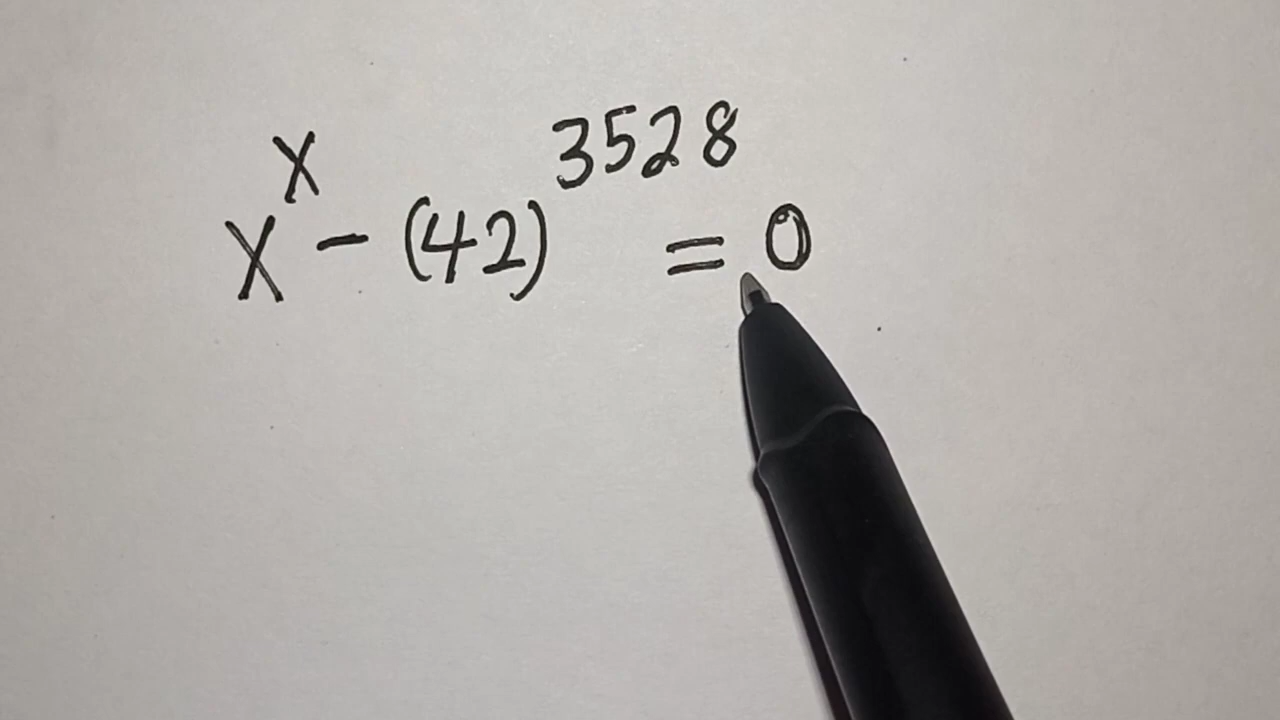 x^x - (42)^3528 = 0